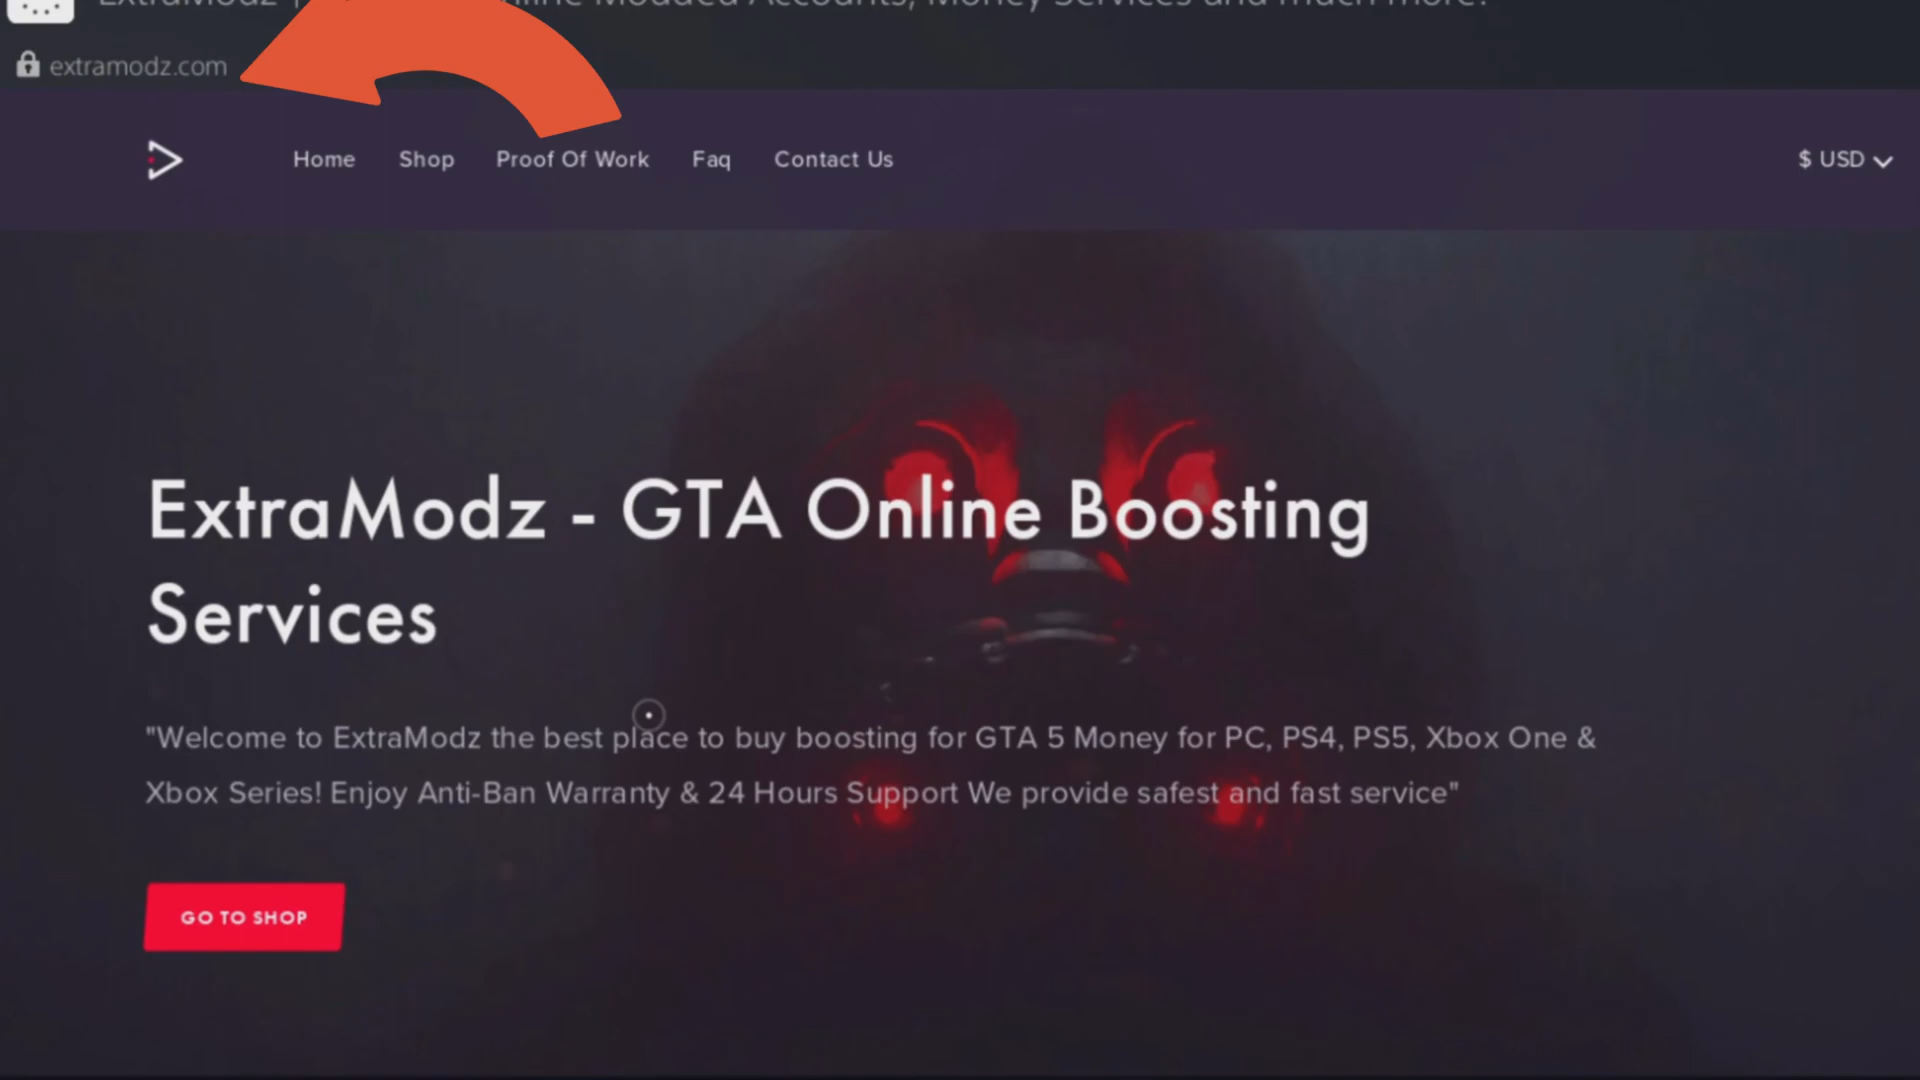 extramodz.com
Home Shop Proof Of Work Faq Contact Us $ USD
ExtraModz - GTA Online Boosting
Services
"Welcome to ExtraModz the best place to buy boosting for GTA 5 Money for PC, PS4, PS5, Xbox One &
Xbox Series! Enjoy Anti-Ban Warranty & 24 Hours Support We provide safest and fast service"
GO TO SHOP